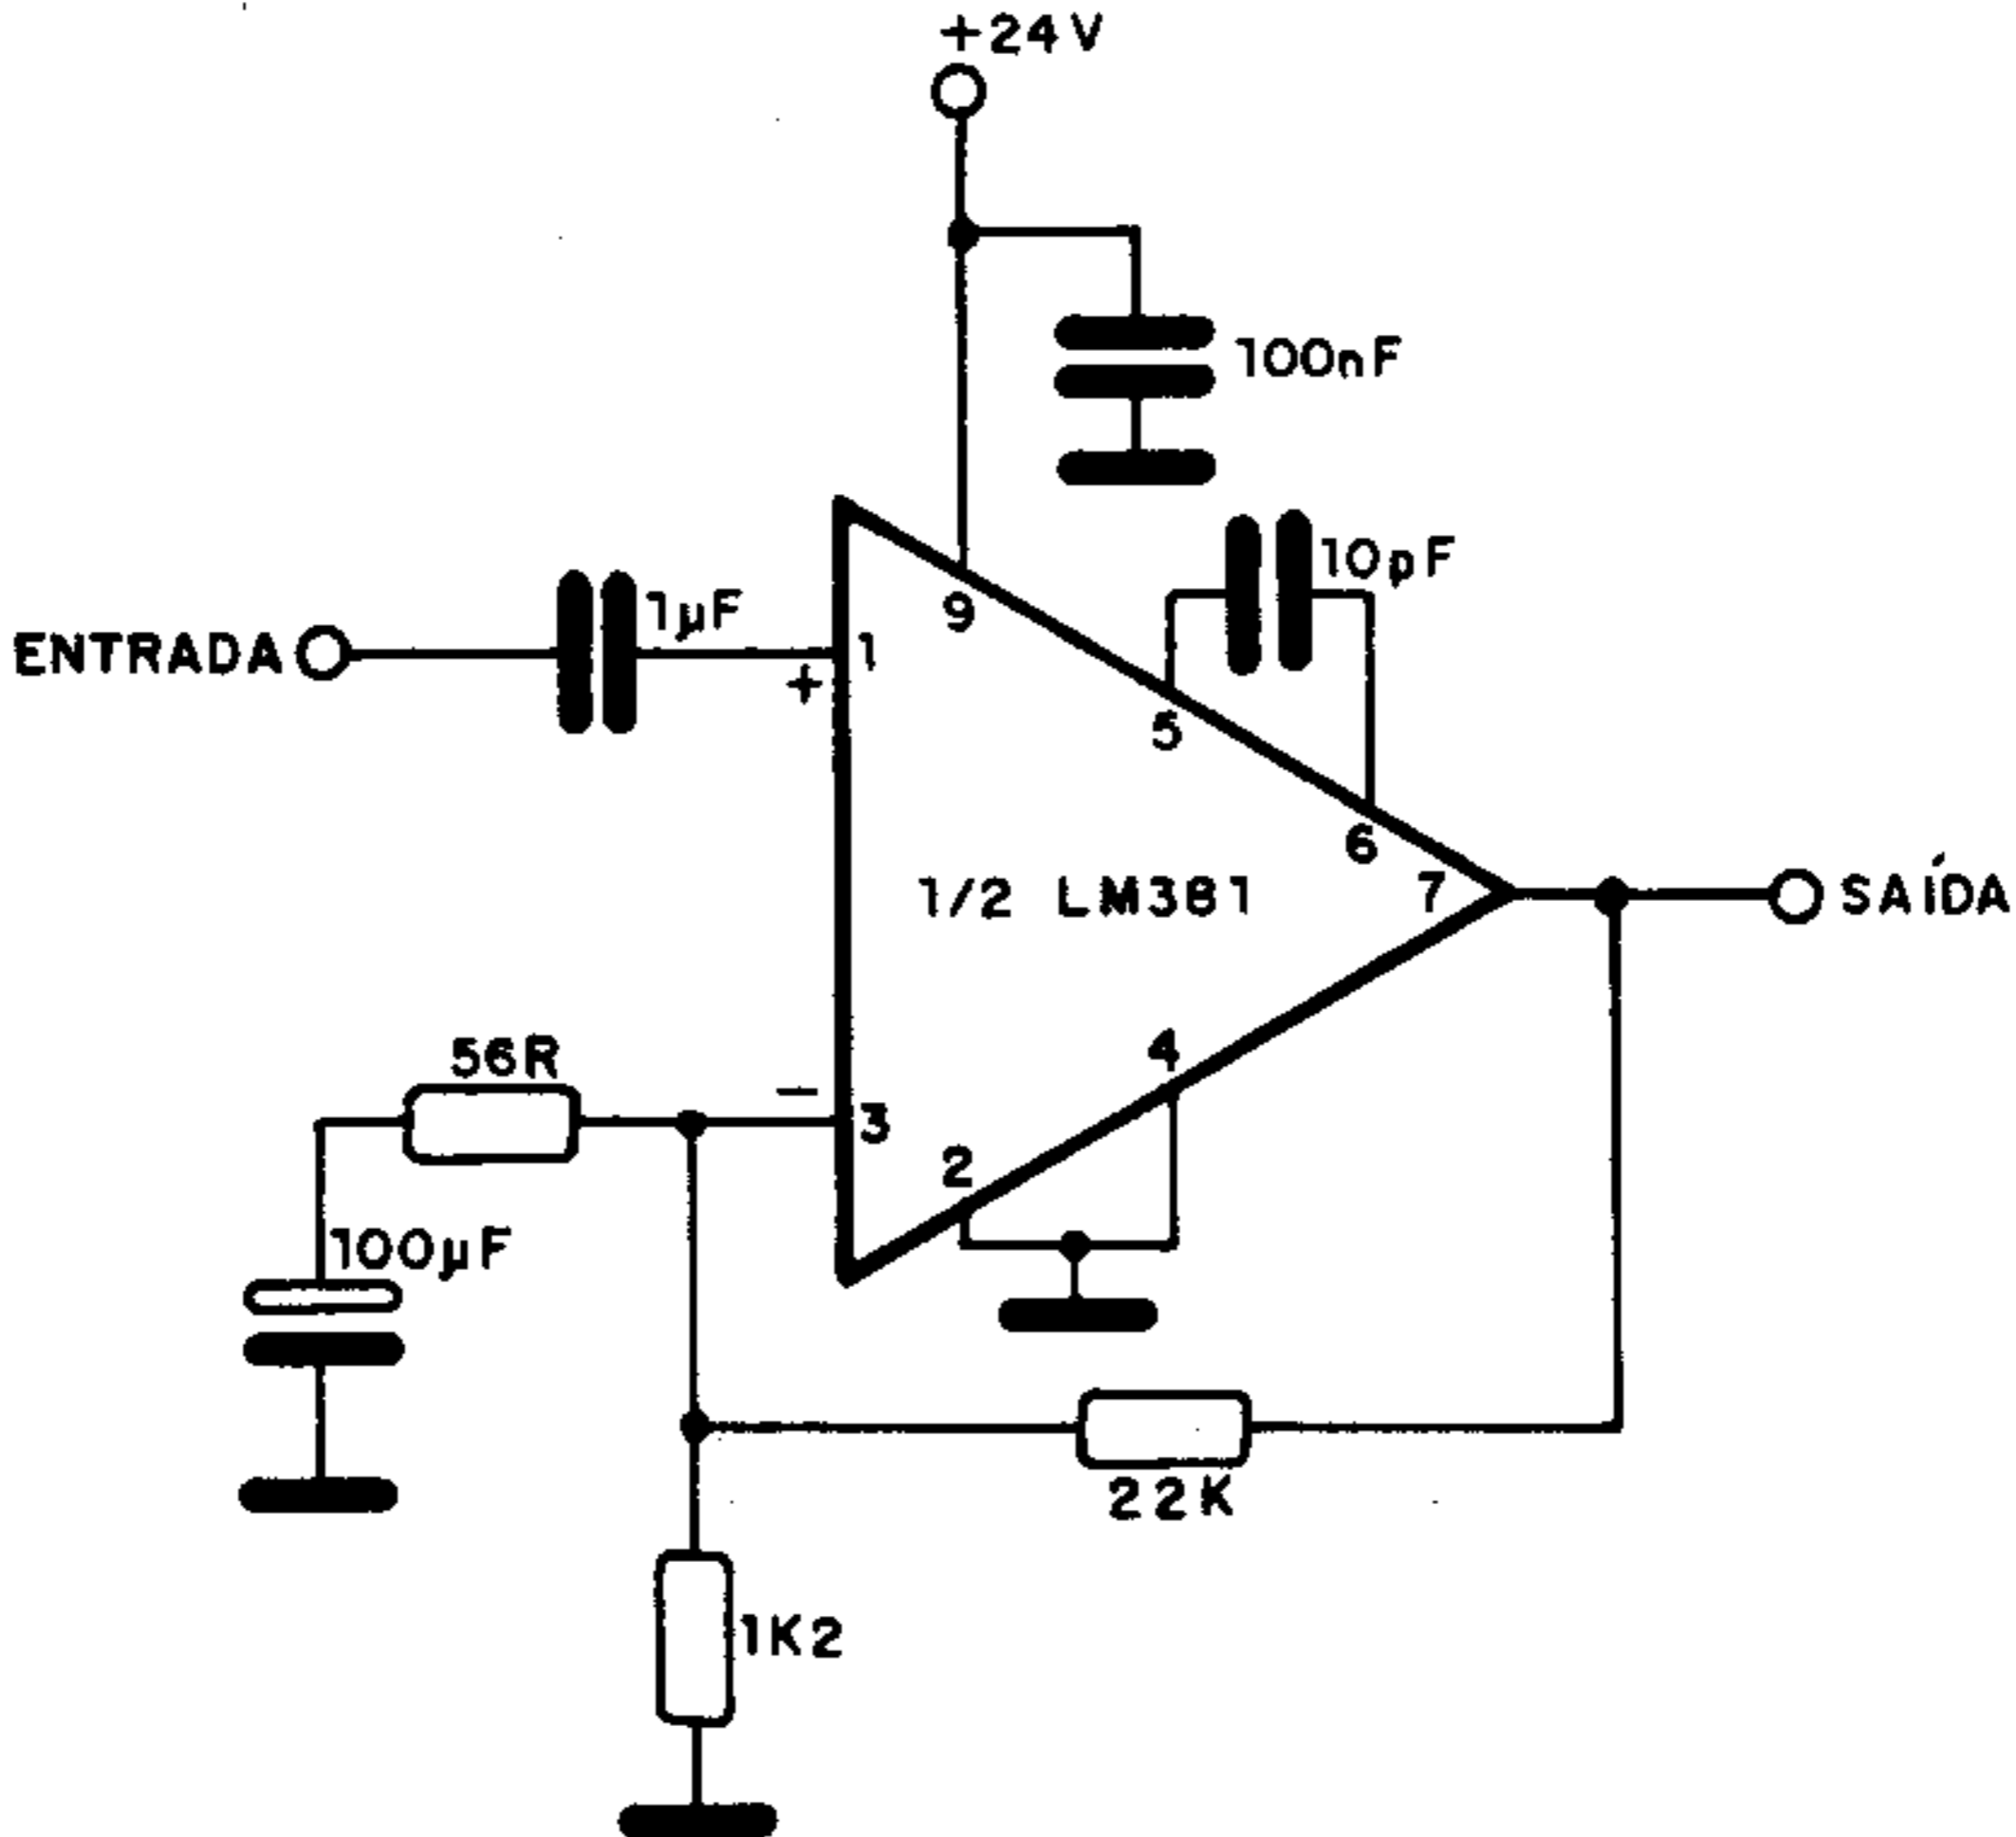 +24V
100nF
10pF
1µF
ENTRADA
1
+
9
5
6
1/2 LM381
7
SAÍDA
56R
−
3
4
2
100µF
22K
1K2